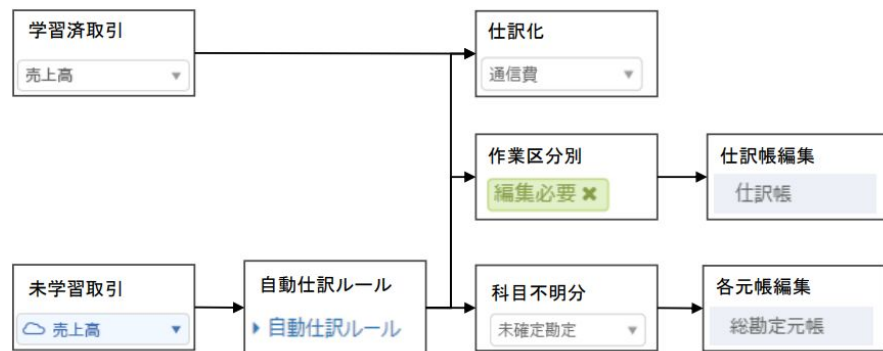 学習済取引
売上高
仕訳化
通信費
作業区分別
編集必要 ✖
仕訳帳編集
仕訳帳
未学習取引
売上高
自動仕訳ルール
自動仕訳ルール
科目不明分
未確定勘定
各元帳編集
総勘定元帳